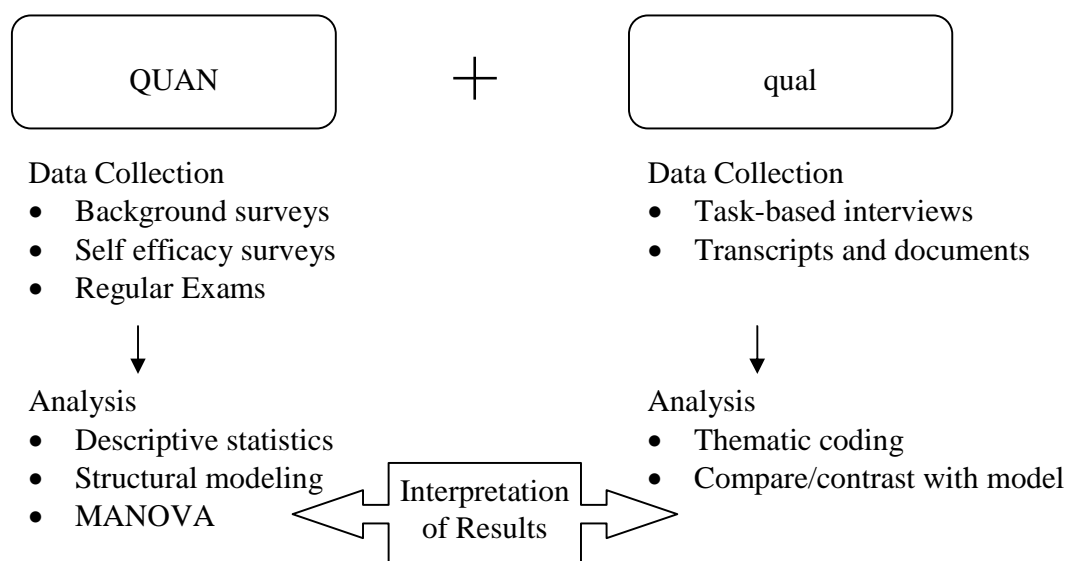 QUAN
+
qual
Data Collection
• Background surveys
• Self efficacy surveys
• Regular Exams
Data Collection
• Task-based interviews
• Transcripts and documents
Analysis
• Descriptive statistics
• Structural modeling
• MANOVA
Interpretation
of Results
Analysis
• Thematic coding
• Compare/contrast with model